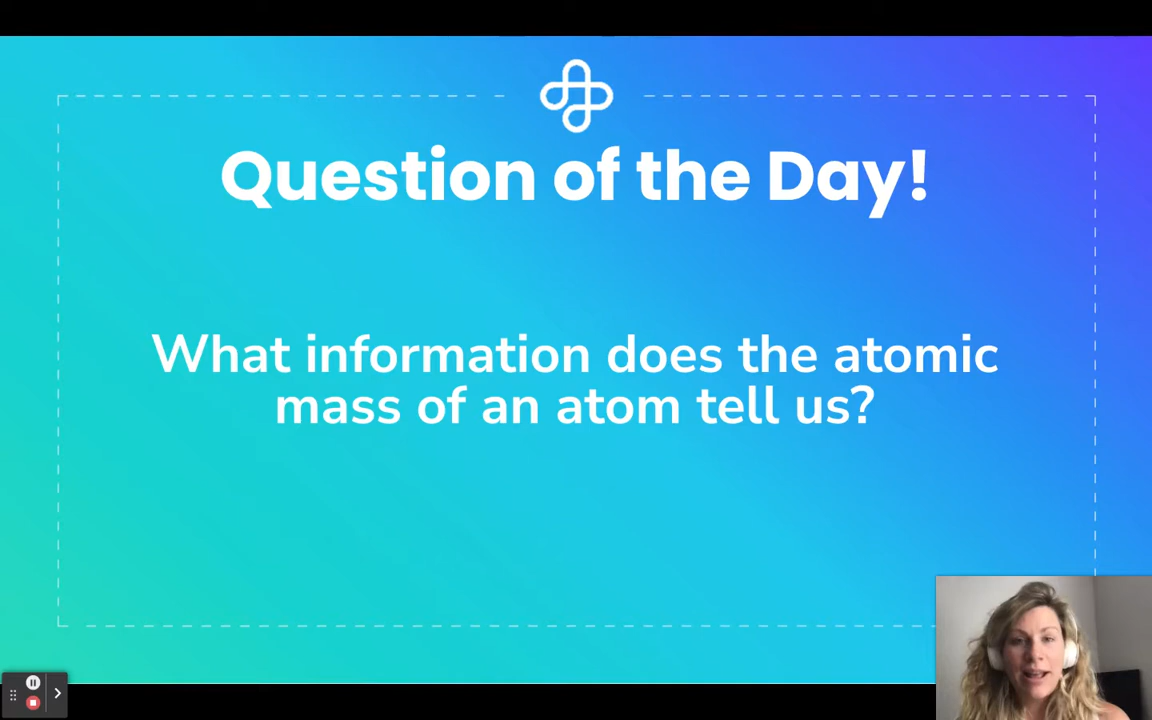 Question of the Day!
What information does the atomic
mass of an atom tell us?